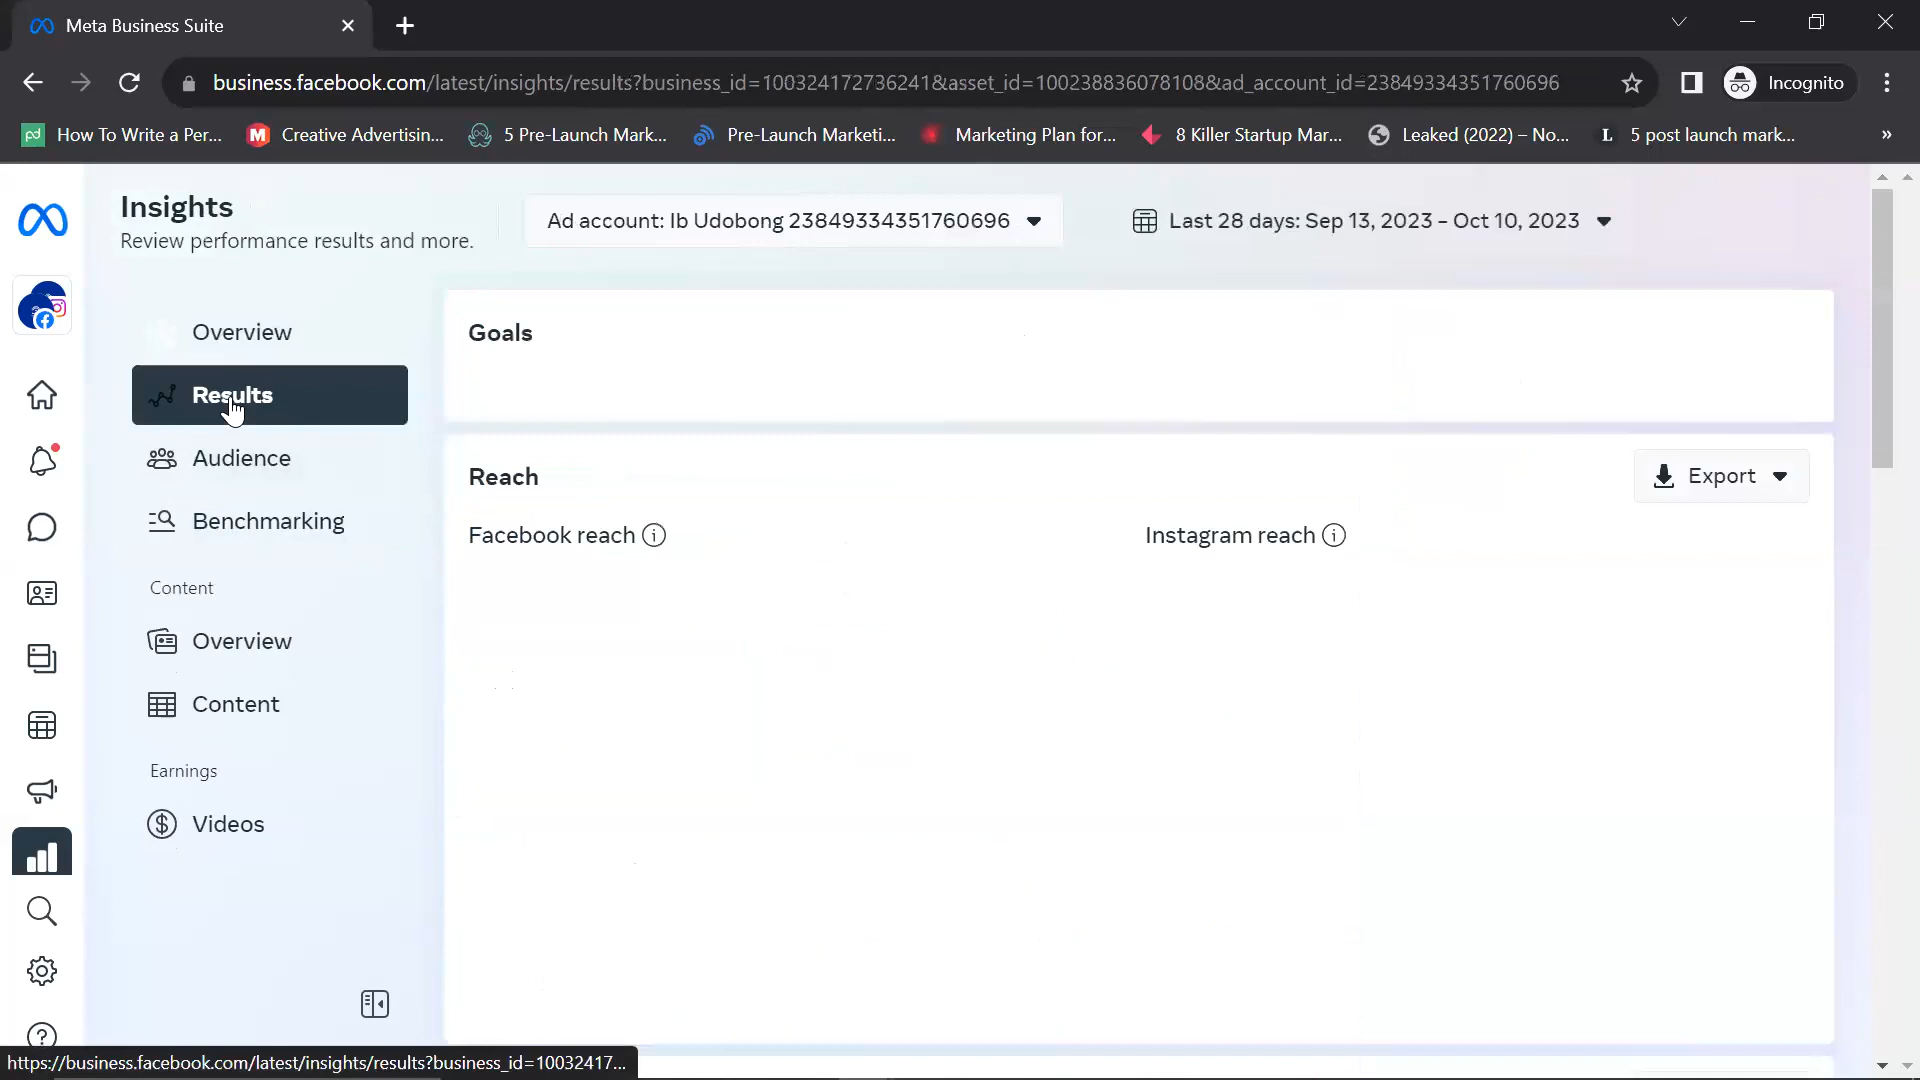 Meta Business Suite
business.facebook.com/latest/insights/results?business_id=100324172736241&asset_id=100238836078108&ad_account_id=23849334351760696
Incognito
How To Write a Per...
Creative Advertisin...
5 Pre-Launch Mark...
Pre-Launch Marketi...
Marketing Plan for...
8 Killer Startup Mar...
Leaked (2022) – No...
L 5 post launch mark...
Insights
Review performance results and more.
Ad account: Ib Udobong 23849334351760696
Last 28 days: Sep 13, 2023 – Oct 10, 2023
Overview
Results
Audience
Benchmarking
Content
Overview
Content
Earnings
Videos
Goals
Reach
Export
Facebook reach
Instagram reach
https://business.facebook.com/latest/insights/results?business_id=10032417...